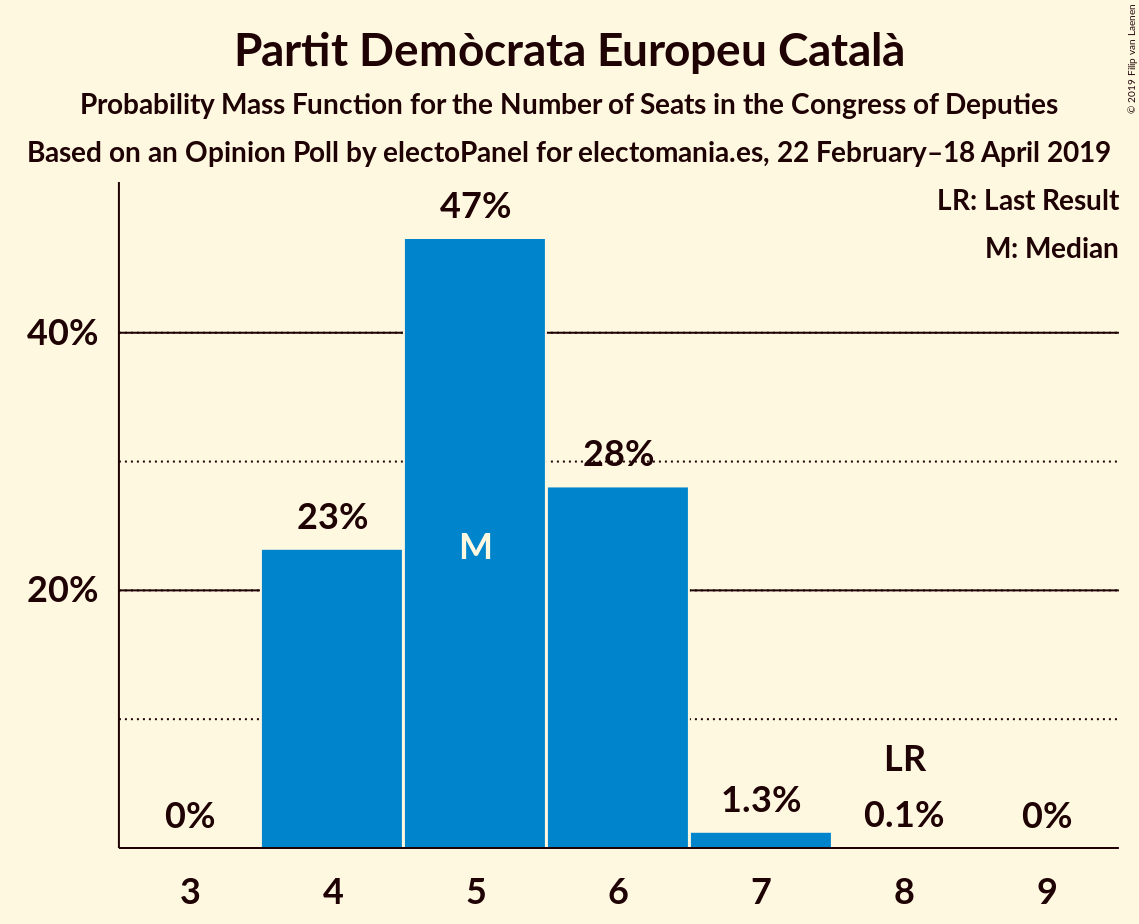 Partit Demòcrata Europeu Català
Probability Mass Function for the Number of Seats in the Congress of Deputies
Based on an Opinion Poll by electoPanel for electomania.es, 22 February–18 April 2019
© 2019 Filip van Laenen
LR: Last Result
M: Median
47%
40%
28%
23%
M
20%
LR
0%
1.3%
0.1%
0%
3 4 5 6 7 8 9